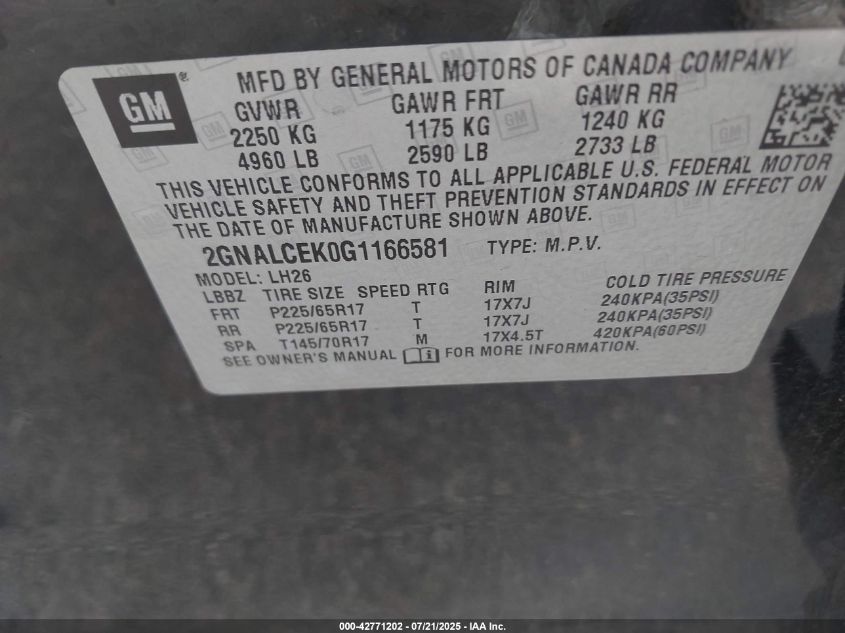 GM
®
MFD BY GENERAL MOTORS OF CANADA COMPANY
GVWR GAWR FRT GAWR RR
2250 KG 1175 KG 1240 KG
4960 LB 2590 LB 2733 LB
THIS VEHICLE CONFORMS TO ALL APPLICABLE U.S. FEDERAL MOTOR
VEHICLE SAFETY AND THEFT PREVENTION STANDARDS IN EFFECT ON
THE DATE OF MANUFACTURE SHOWN ABOVE.
2GNALCEK0G1166581 TYPE: M.P.V.
MODEL: LH26
LBBZ TIRE SIZE SPEED RTG RIM COLD TIRE PRESSURE
FRT P225/65R17 T 17X7J 240KPA(35PSI)
RR P225/65R17 T 17X7J 240KPA(35PSI)
SPA T145/70R17 M 17X4.5T 420KPA(60PSI)
SEE OWNER'S MANUAL i FOR MORE INFORMATION.
000-42771202 - 07/21/2025 - IAA Inc.